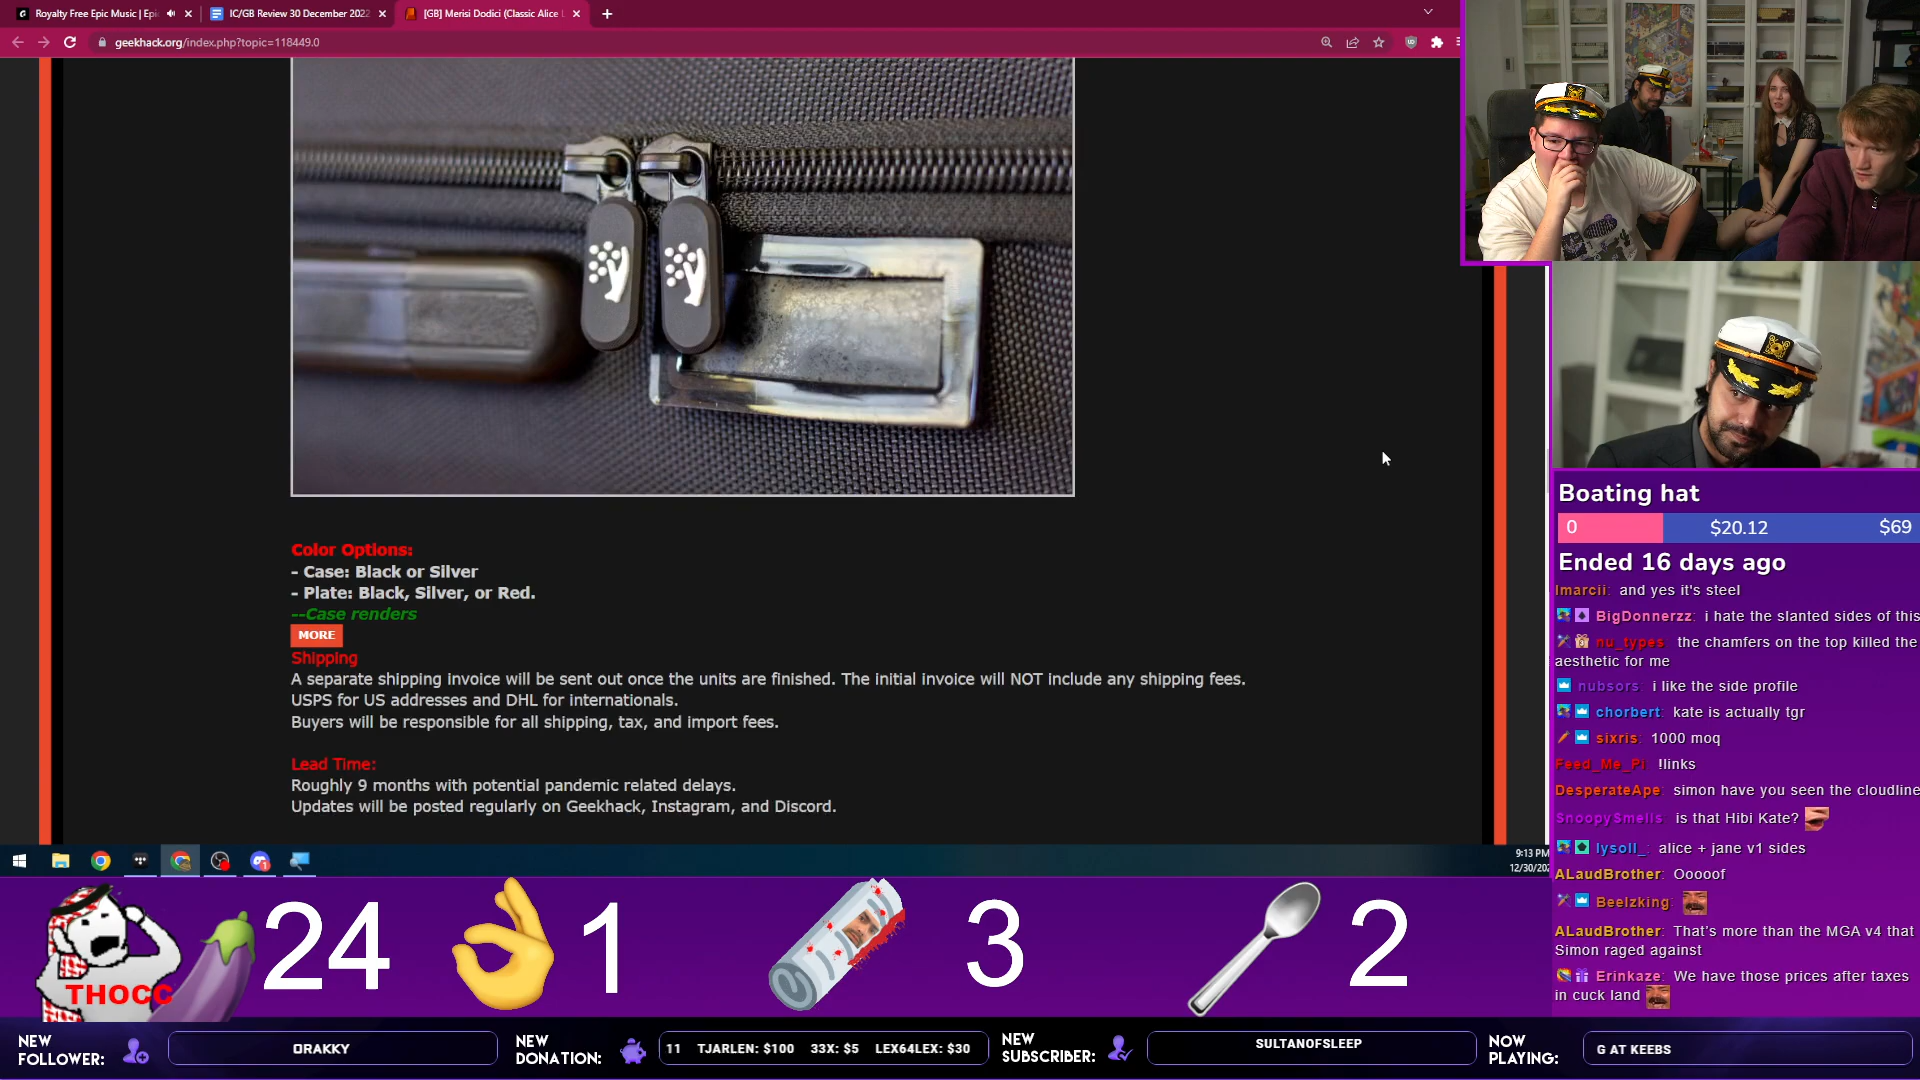 Royalty Free Epic Music | Epi
IC/GB Review 30 December 2022
[GB] Merisi Dodici (Classic Alice L
geekhack.org/index.php?topic=118449.0
Color Options:
- Case: Black or Silver
- Plate: Black, Silver, or Red.
--Case renders
MORE
Shipping
A separate shipping invoice will be sent out once the units are finished. The initial invoice will NOT include any shipping fees.
USPS for US addresses and DHL for internationals.
Buyers will be responsible for all shipping, tax, and import fees.
Lead Time:
Roughly 9 months with potential pandemic related delays.
Updates will be posted regularly on Geekhack, Instagram, and Discord.
9:13 PM
12/30/202
Boating hat
0 $20.12 $69
Ended 16 days ago
lmarcii: and yes it's steel
BigDonnerzz: i hate the slanted sides of this
nu_types: the chamfers on the top killed the
aesthetic for me
nubsors: i like the side profile
chorbert: kate is actually tgr
sixris: 1000 moq
Feed_Me_Pi: !links
DesperateApe: simon have you seen the cloudline
SnoopySmells: is that Hibi Kate?
lysoll_: alice + jane v1 sides
ALaudBrother: Ooooof
Beelzking:
ALaudBrother: That's more than the MGA v4 that
Simon raged against
Erinkaze: We have those prices after taxes
in cuck land
THOCC
24
1
3
2
NEW
FOLLOWER:
ORAKKY
NEW
DONATION:
11 TJARLEN: $100 33X: $5 LEX64LEX: $30
NEW
SUBSCRIBER:
SULTANOFSLEEP
NOW
PLAYING:
G AT KEEBS